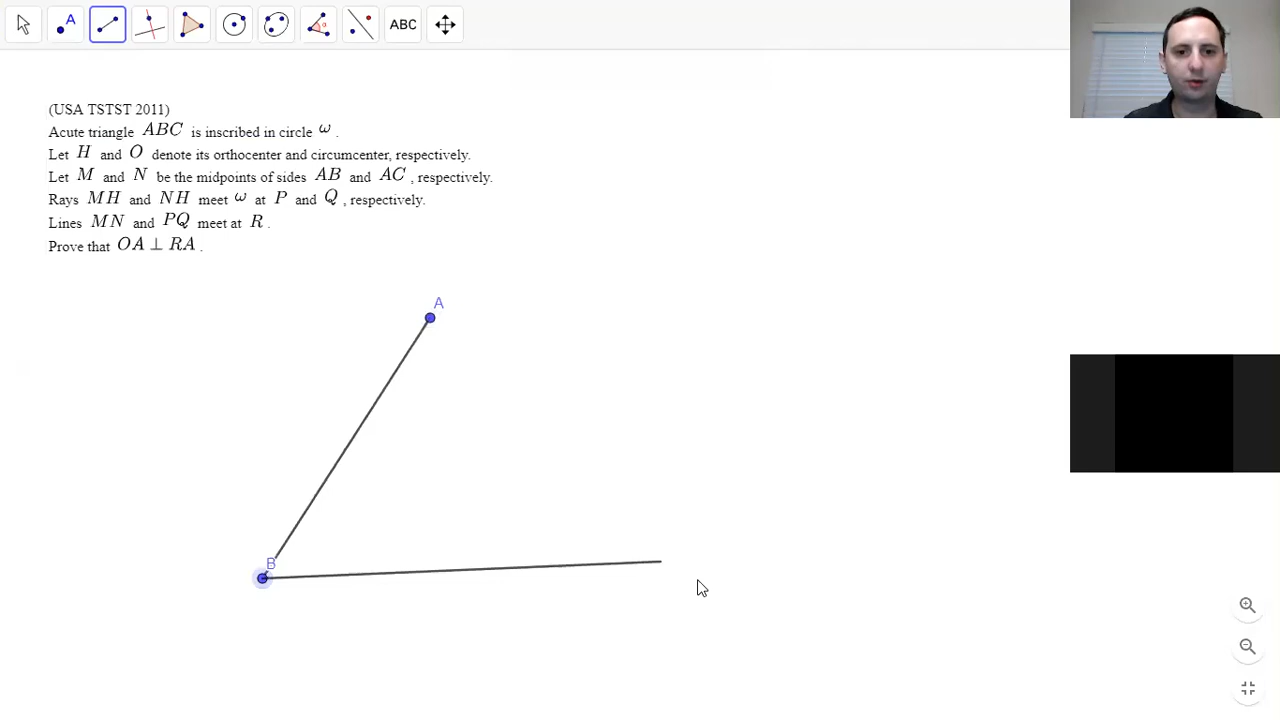 A
ABC
(USA TSTST 2011)
Acute triangle ABC is inscribed in circle ω .
Let H and O denote its orthocenter and circumcenter, respectively.
Let M and N be the midpoints of sides AB and AC , respectively.
Rays MH and NH meet ω at P and Q , respectively.
Lines MN and PQ meet at R .
Prove that OA ⊥ RA .
A
B